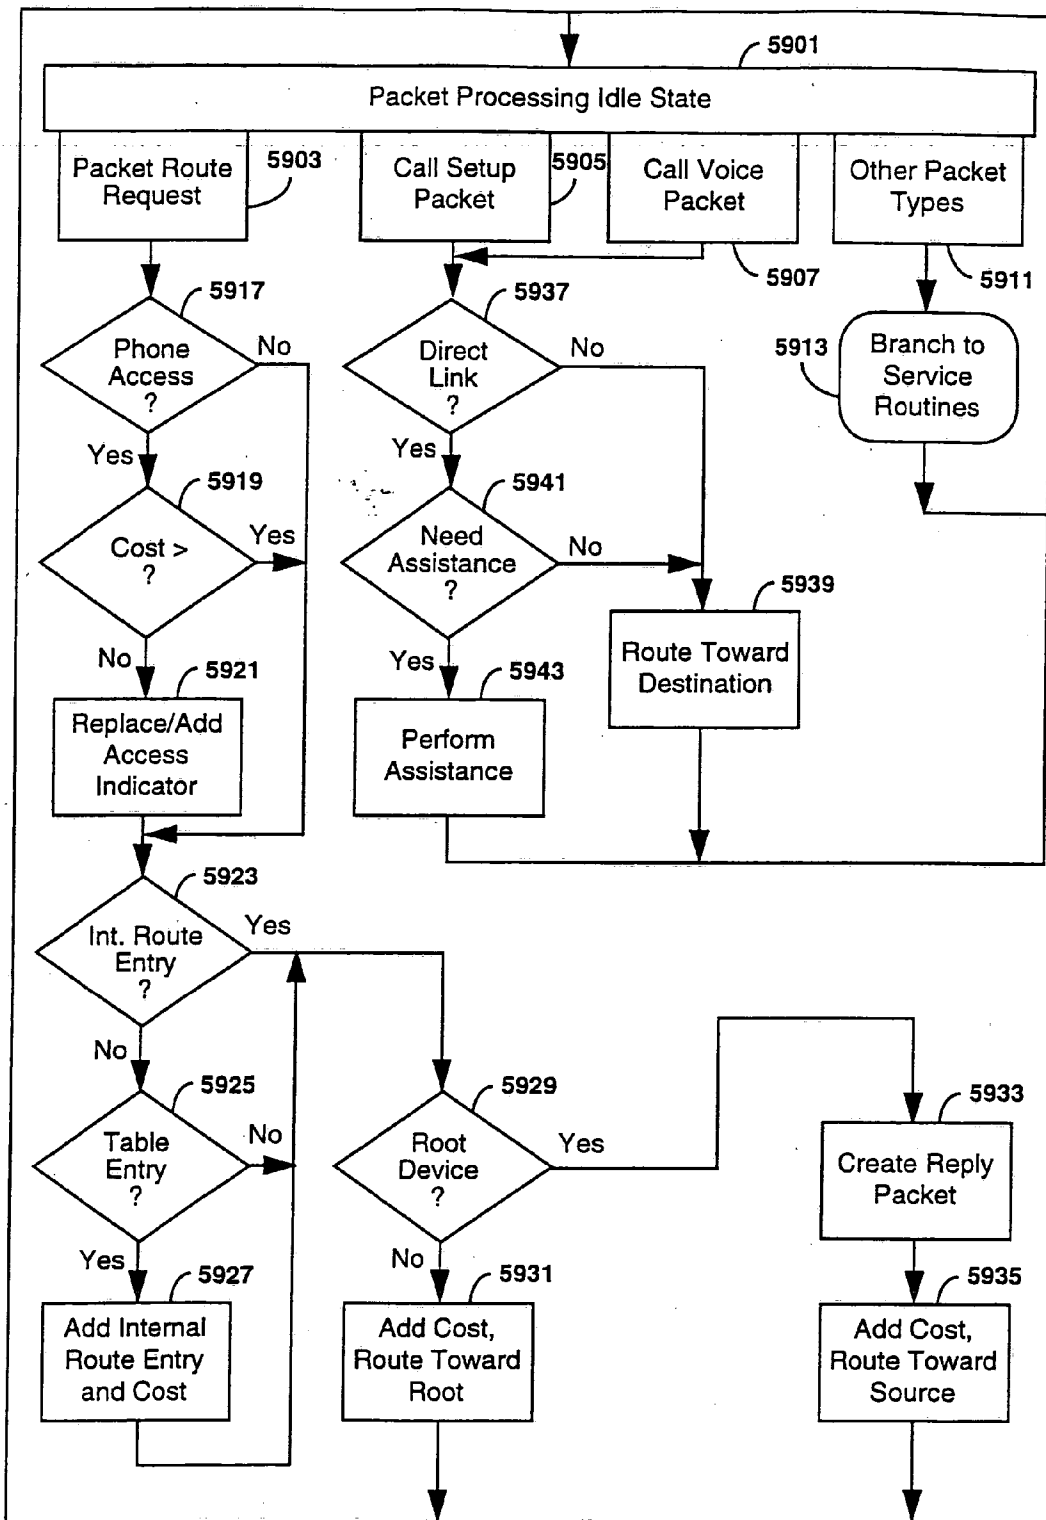 5901
Packet Processing Idle State
Packet Route
Request
5903
Call Setup
Packet
5905
Call Voice
Packet
5907
Other Packet
Types
5911
5917
Phone
Access
?
No
Yes
5937
Direct
Link
?
No
Yes
5913
Branch to
Service
Routines
5919
Cost >
?
Yes
No
5941
Need
Assistance
?
No
Yes
5939
Route Toward
Destination
5921
Replace/Add
Access
Indicator
5943
Perform
Assistance
5923
Int. Route
Entry
?
Yes
No
5925
Table
Entry
?
No
Yes
5929
Root
Device
?
Yes
No
5933
Create Reply
Packet
5927
Add Internal
Route Entry
and Cost
5931
Add Cost,
Route Toward
Root
5935
Add Cost,
Route Toward
Source